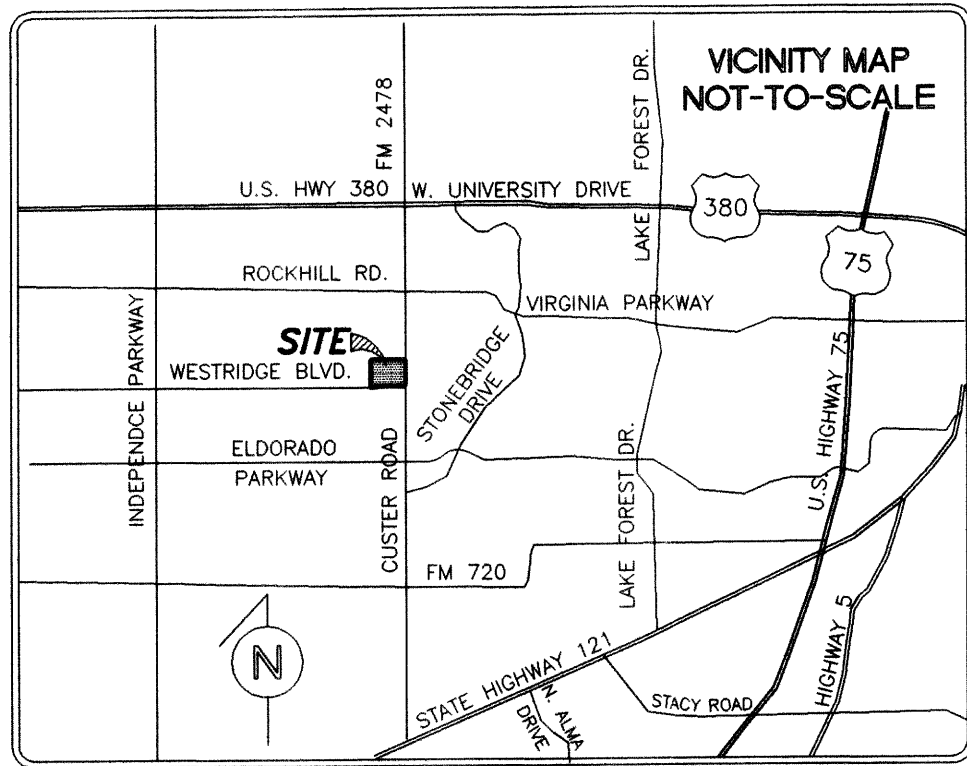 VICINITY MAP
NOT-TO-SCALE
FM 2478
LAKE FOREST DR.
U.S. HWY 380 W. UNIVERSITY DRIVE
380
75
ROCKHILL RD.
VIRGINIA PARKWAY
INDEPENDCE PARKWAY
SITE
WESTRIDGE BLVD.
STONEBRIDGE
DRIVE
U.S. HIGHWAY 75
ELDORADO
PARKWAY
CUSTER ROAD
LAKE FOREST DR.
FM 720
N
STATE HIGHWAY 121
N. ALMA
DRIVE
STACY ROAD
HIGHWAY 5